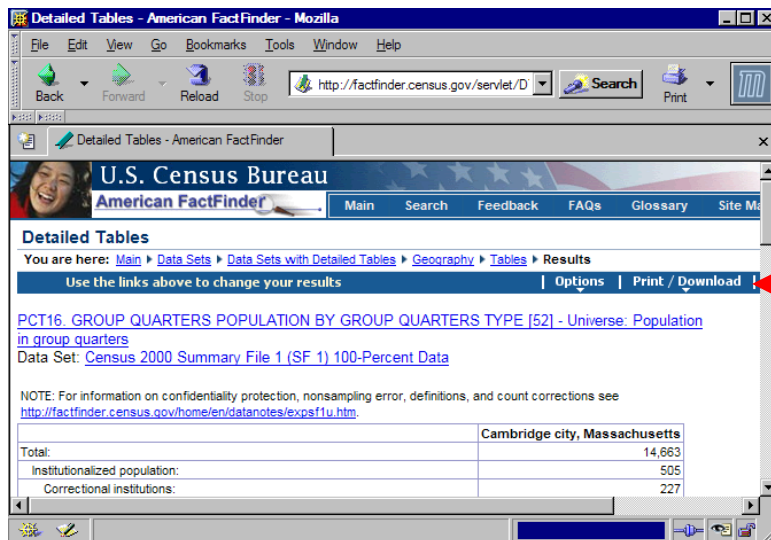 Detailed Tables - American FactFinder - Mozilla
File Edit View Go Bookmarks Tools Window Help
Back Forward Reload Stop http://factfinder.census.gov/servlet/D Search Print
Detailed Tables - American FactFinder
U.S. Census Bureau
American FactFinder Main Search Feedback FAQs Glossary Site Ma
Detailed Tables
You are here: Main Data Sets Data Sets with Detailed Tables Geography Tables Results
Use the links above to change your results | Options | Print / Download |
PCT16. GROUP QUARTERS POPULATION BY GROUP QUARTERS TYPE [52] - Universe: Population
in group quarters
Data Set: Census 2000 Summary File 1 (SF 1) 100-Percent Data
NOTE: For information on confidentiality protection, nonsampling error, definitions, and count corrections see
http://factfinder.census.gov/home/en/datanotes/expsf1u.htm.
Cambridge city, Massachusetts
Total: 14,663
Institutionalized population: 505
Correctional institutions: 227